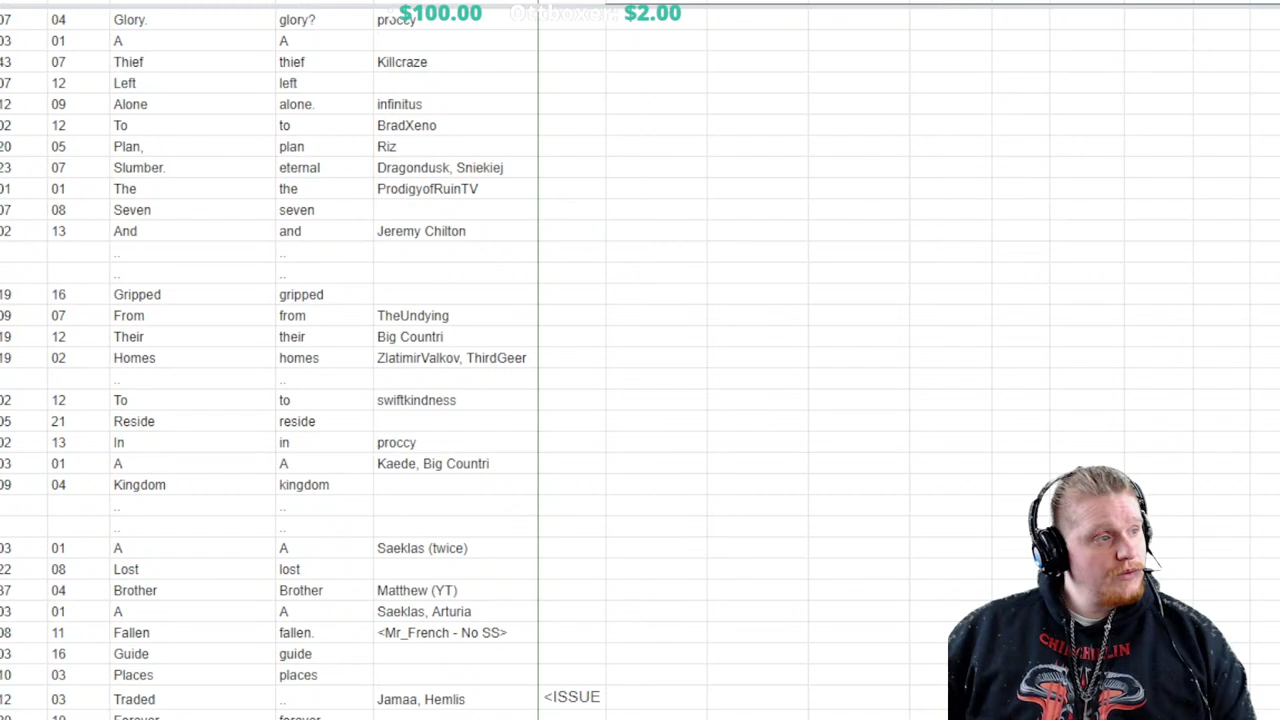 $100.00 Ottboxer: $2.00
07 04 Glory. glory? proccy
03 01 A A
43 07 Thief thief Killcraze
07 12 Left left
12 09 Alone alone. infinitus
02 12 To to BradXeno
20 05 Plan, plan Riz
23 07 Slumber. eternal Dragondusk, Sniekiej
01 01 The the ProdigyofRuinTV
07 08 Seven seven
02 13 And and Jeremy Chilton
.. ..
.. ..
19 16 Gripped gripped
09 07 From from TheUndying
19 12 Their their Big Countri
19 02 Homes homes ZlatimirValkov, ThirdGeer
.. ..
02 12 To to swiftkindness
05 21 Reside reside
02 13 In in proccy
03 01 A A Kaede, Big Countri
09 04 Kingdom kingdom
.. ..
.. ..
03 01 A A Saeklas (twice)
22 08 Lost lost
37 04 Brother Brother Matthew (YT)
03 01 A A Saeklas, Arturia
08 11 Fallen fallen. <Mr_French - No SS>
03 16 Guide guide
10 03 Places places
12 03 Traded .. Jamaa, Hemlis <ISSUE
Forever forever